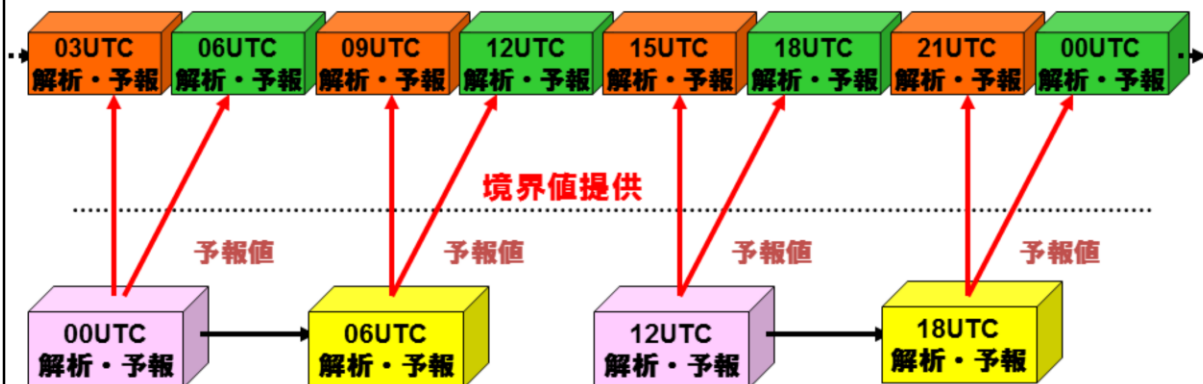 03UTC
解析・予報
06UTC
解析・予報
09UTC
解析・予報
12UTC
解析・予報
15UTC
解析・予報
18UTC
解析・予報
21UTC
解析・予報
00UTC
解析・予報
境界値提供
予報値
予報値
予報値
予報値
00UTC
解析・予報
06UTC
解析・予報
12UTC
解析・予報
18UTC
解析・予報